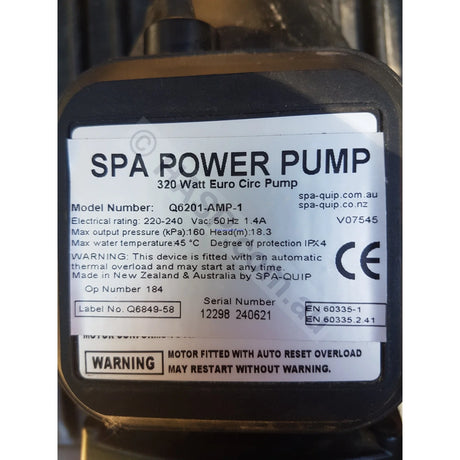 SPA POWER PUMP
320 Watt Euro Circ Pump
spa-quip.com.au
Model Number: Q6201-AMP-1 spa-quip.co.nz
Electrical rating: 220-240 Vac: 50 Hz 1.4A V07545
Max output pressure (kPa):160 Head(m):18.3
Max water temperature:45 °C Degree of protection IPX4
WARNING: This device is fitted with an automatic
thermal overload and may restart at any time.
Made in New Zealand & Australia by SPA-QUIP
CE
Op Number 184
Serial Number
Label No. Q6849-58 12298 240621 EN 60335-1
EN 60335.2.41
WARNING MOTOR FITTED WITH AUTO RESET OVERLOAD
MAY RESTART WITHOUT WARNING.